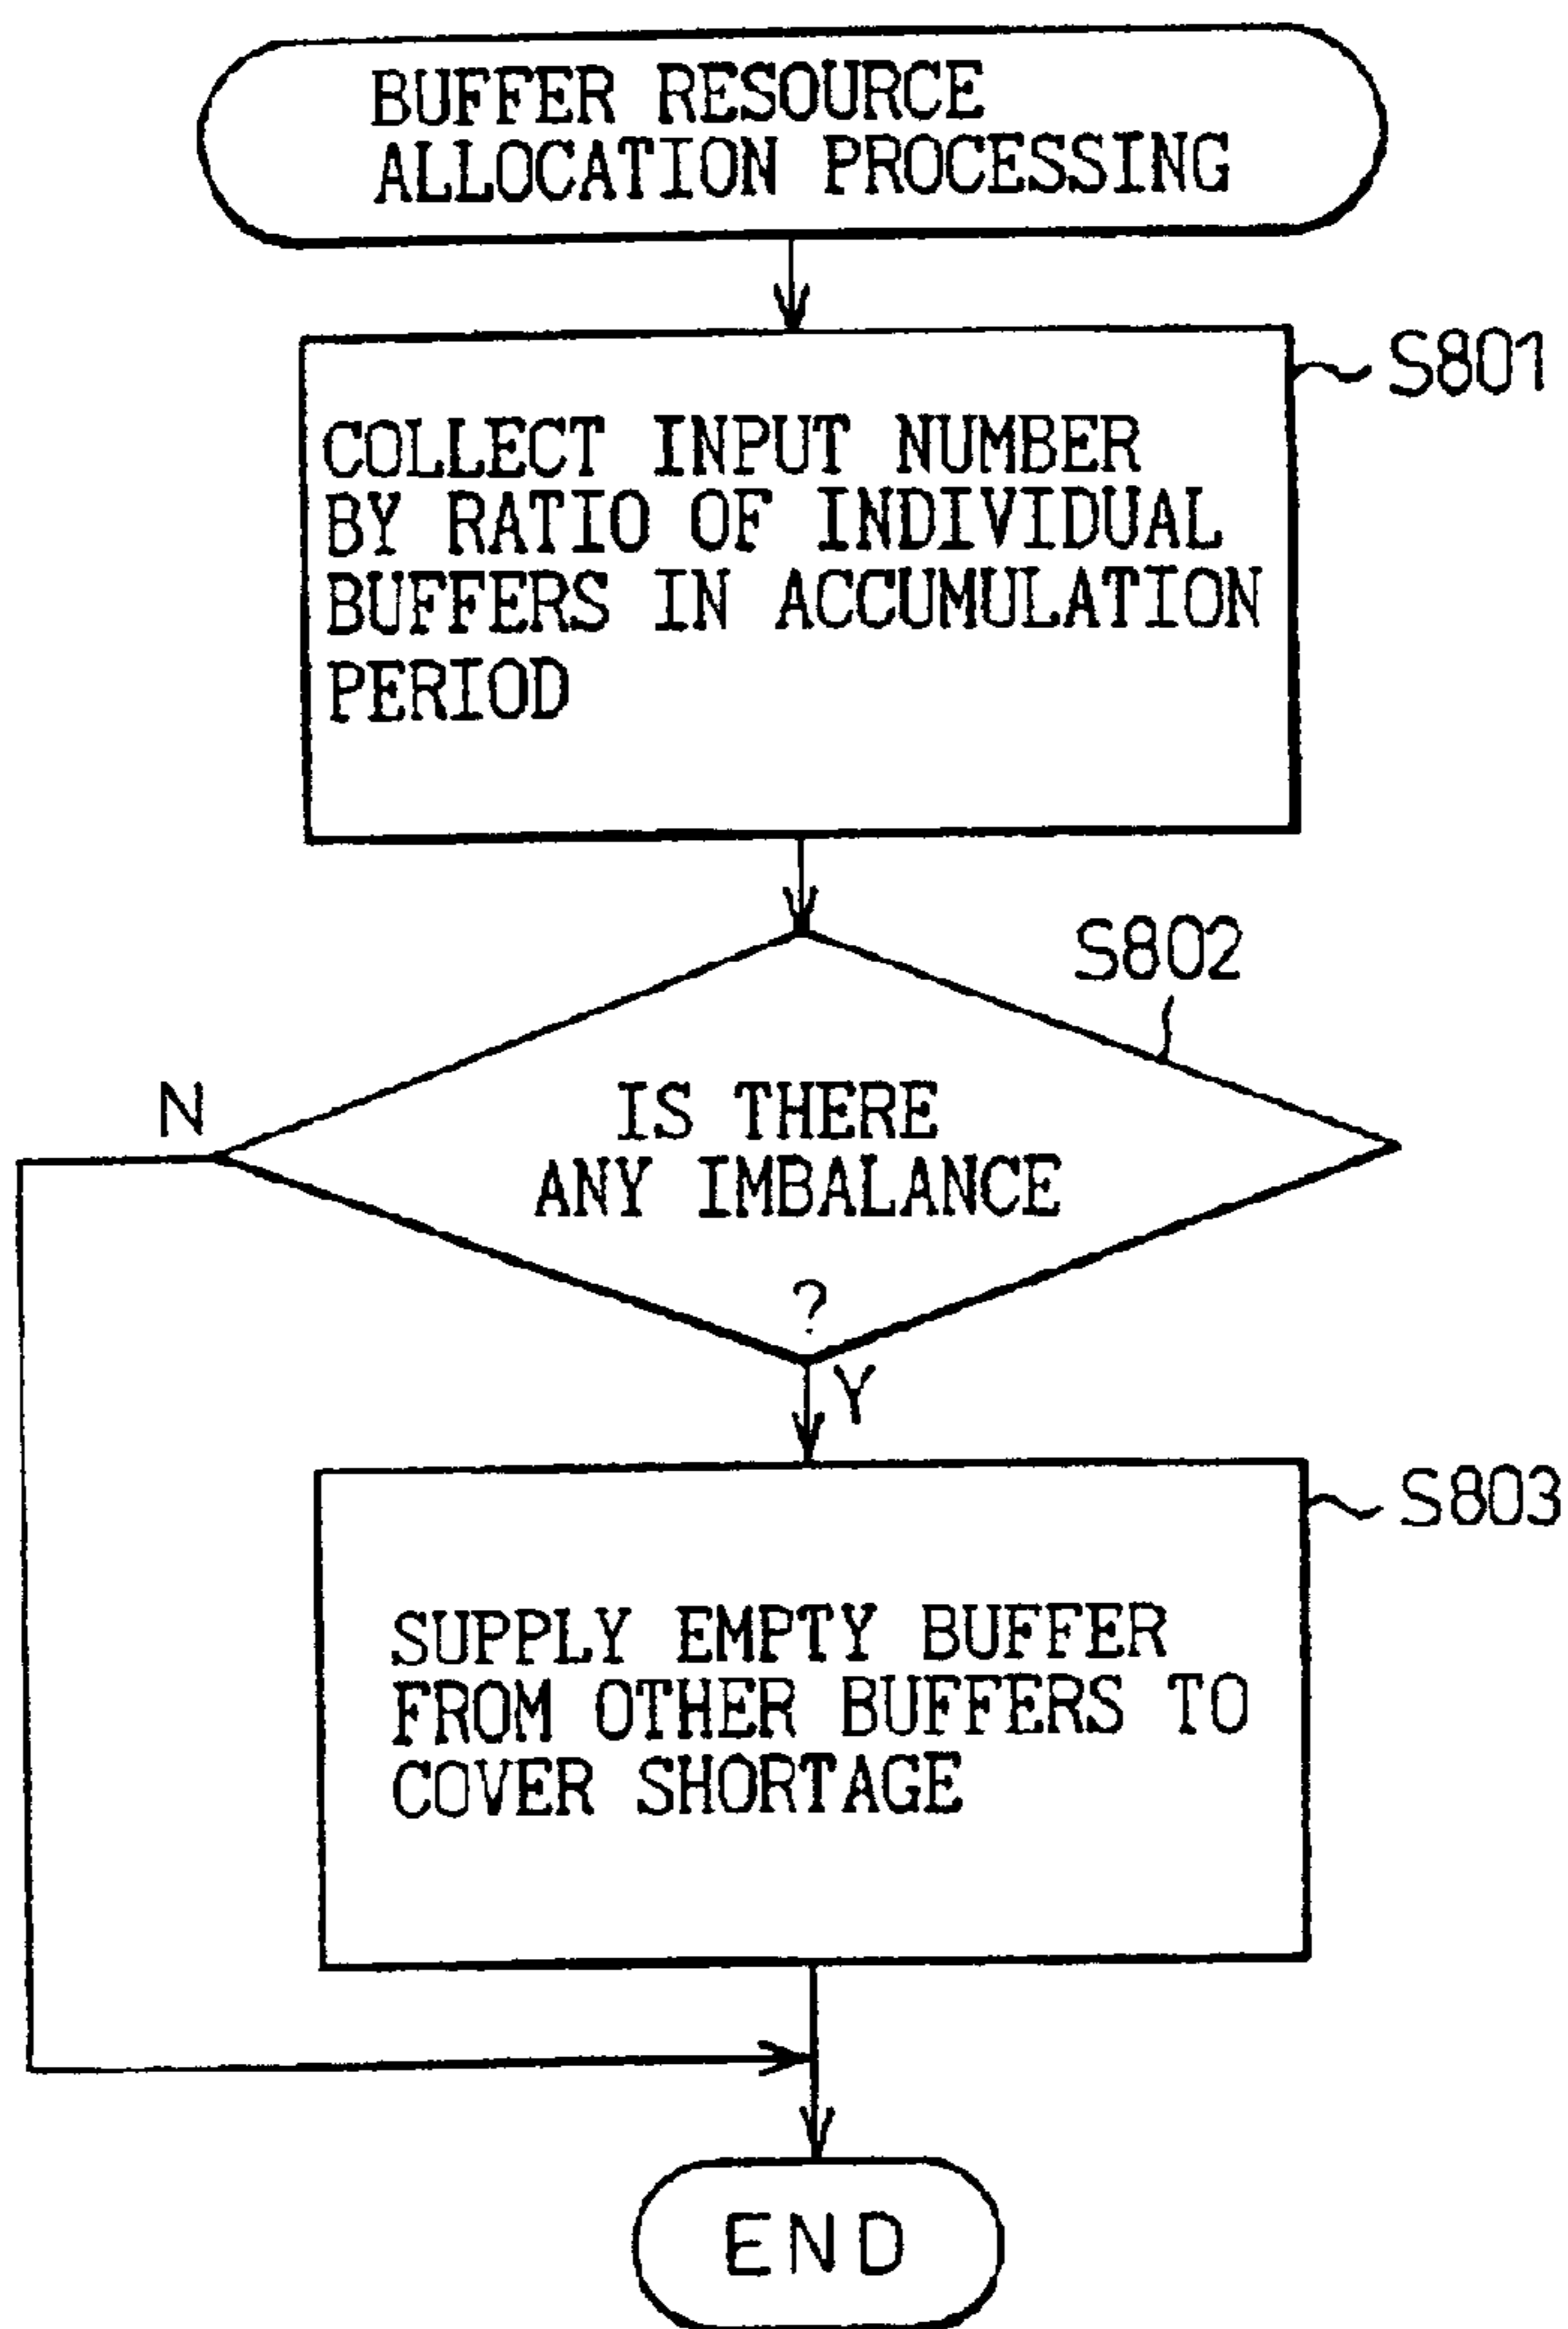 BUFFER RESOURCE
ALLOCATION PROCESSING
S801
COLLECT INPUT NUMBER
BY RATIO OF INDIVIDUAL
BUFFERS IN ACCUMULATION
PERIOD
S802
N
IS THERE
ANY IMBALANCE
?
Y
S803
SUPPLY EMPTY BUFFER
FROM OTHER BUFFERS TO
COVER SHORTAGE
END